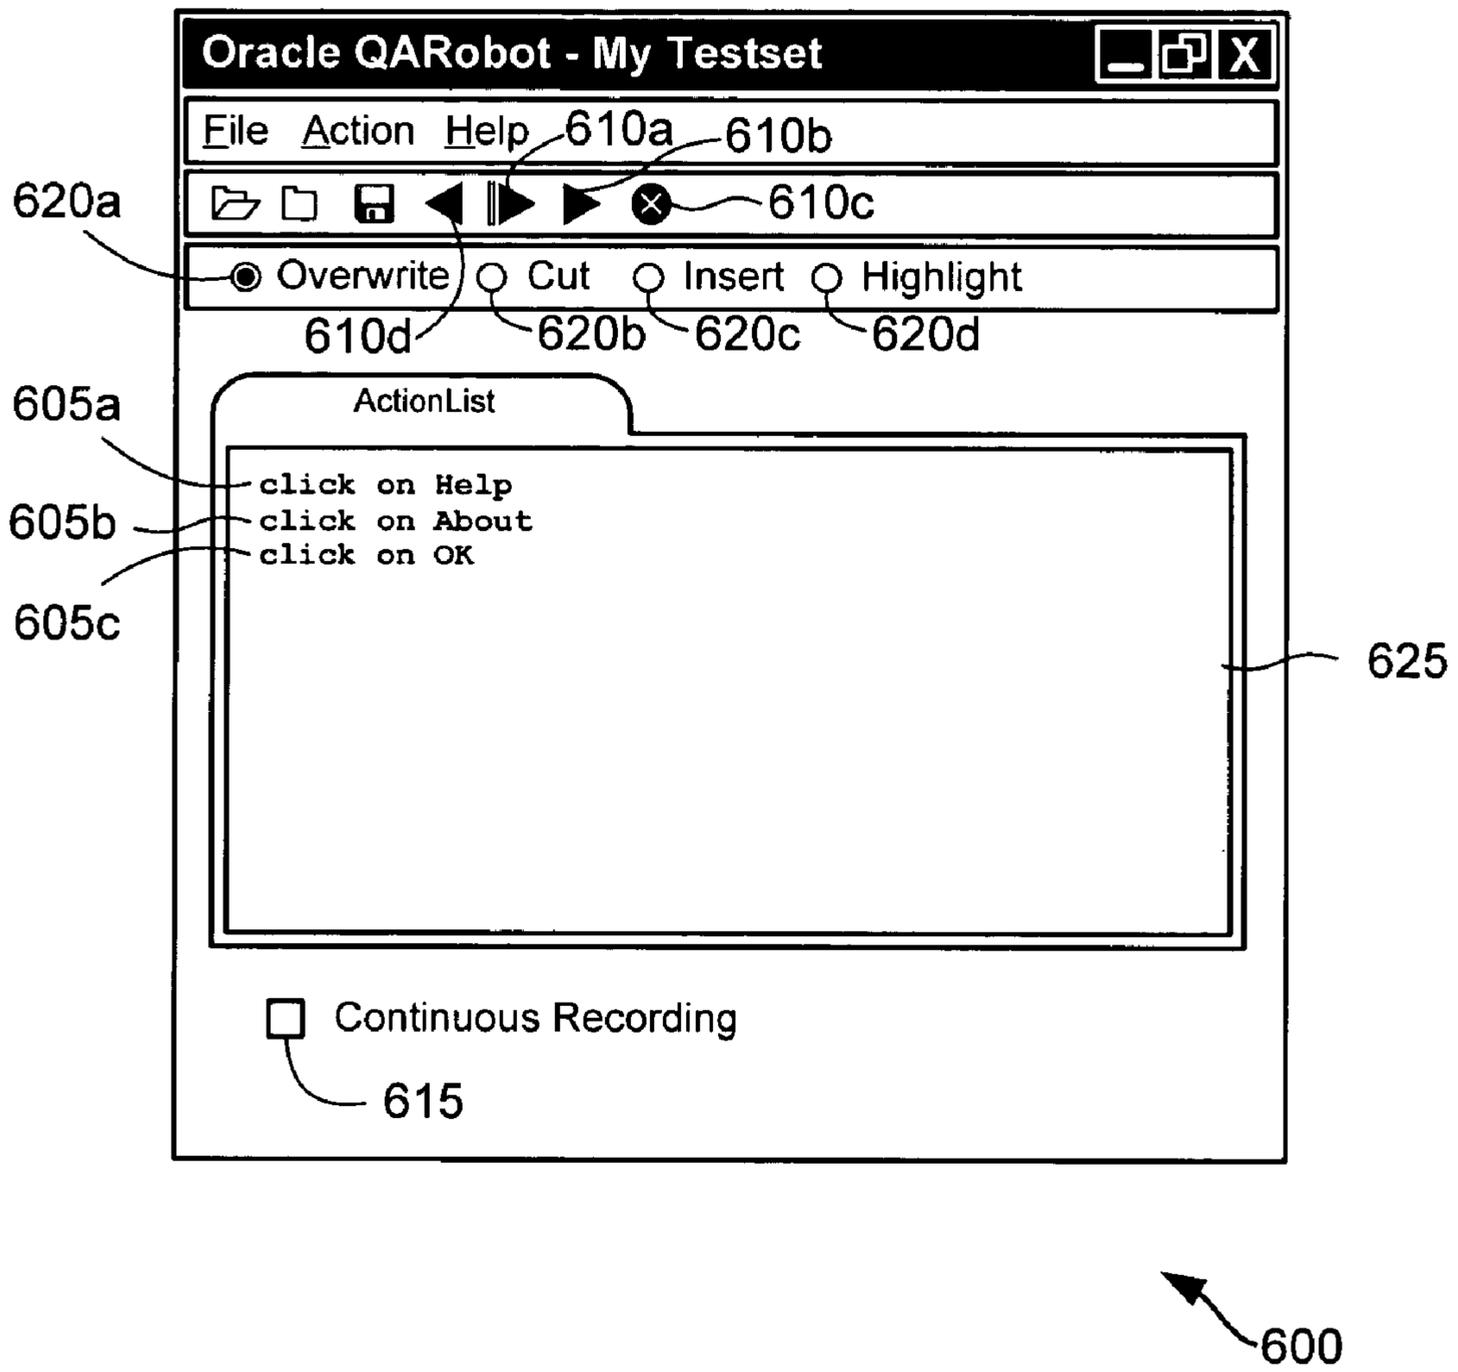 Oracle QARobot - My Testset
File Action Help 610a 610b
620a 610c
Overwrite Cut Insert Highlight
610d 620b 620c 620d
605a ActionList
click on Help
605b click on About
click on OK
605c
625
Continuous Recording
615
600